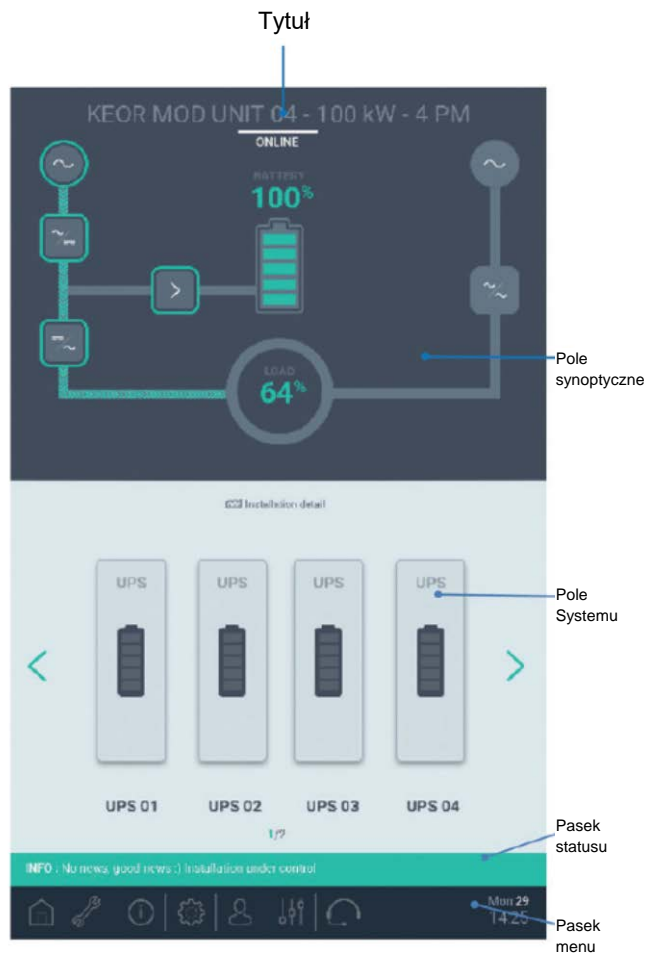 Tytuł
KEOR MOD UNIT 04 - 100 kW - 4 PM
ONLINE
BATTERY
100%
LOAD
64%
Pole
synoptyczne
Installation detail
UPS
UPS
UPS
UPS
Pole
Systemu
UPS 01
UPS 02
UPS 03
UPS 04
1/2
Pasek
statusu
INFO : No news, good news :) Installation under control
Mon 29
14:25
Pasek
menu